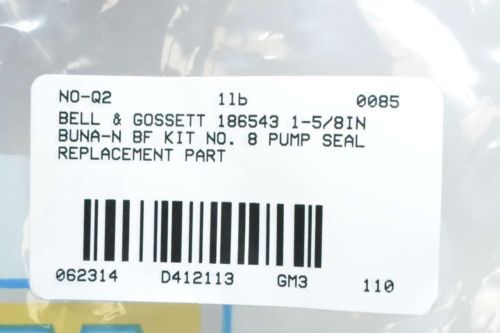 NO-Q2 1lb 0085
BELL & GOSSETT 186543 1-5/8IN
BUNA-N BF KIT NO. 8 PUMP SEAL
REPLACEMENT PART
062314 D412113 GM3 110